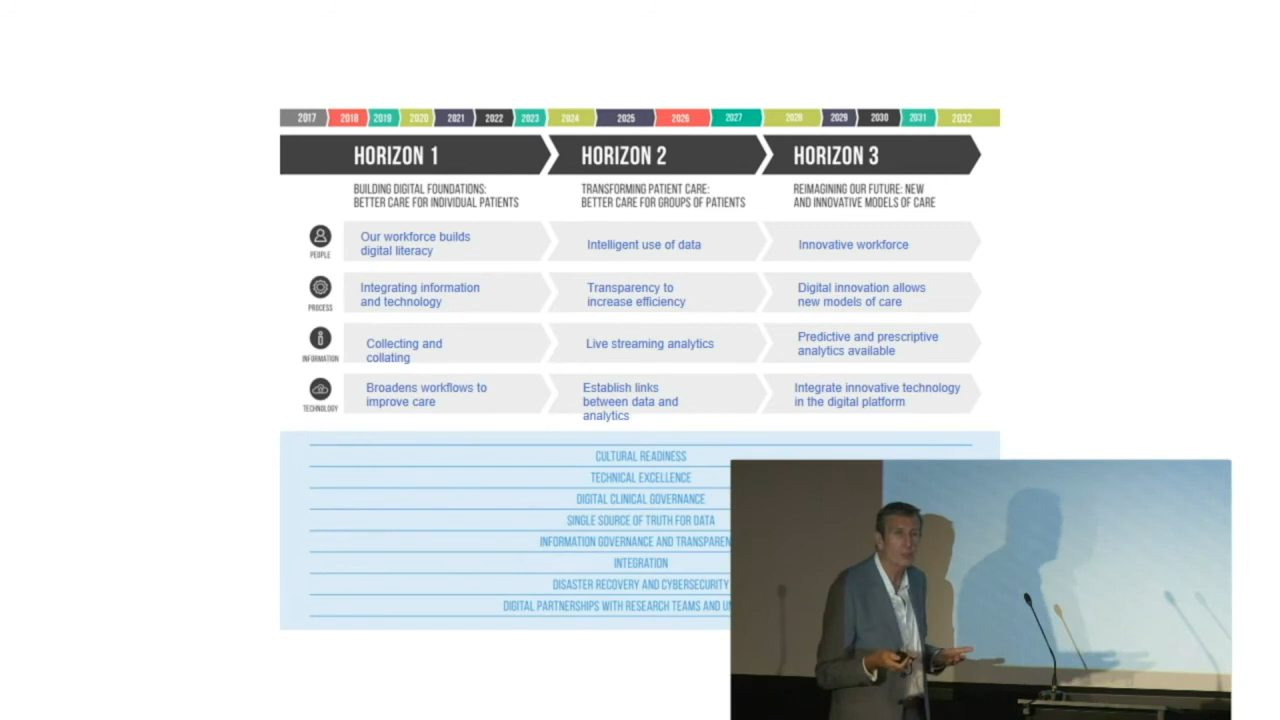 2017 2018 2019 2020 2021 2022 2023 2024 2025 2026 2027 2028 2029 2030 2031 2032
HORIZON 1
BUILDING DIGITAL FOUNDATIONS:
BETTER CARE FOR INDIVIDUAL PATIENTS
HORIZON 2
TRANSFORMING PATIENT CARE:
BETTER CARE FOR GROUPS OF PATIENTS
HORIZON 3
REIMAGINING OUR FUTURE: NEW
AND INNOVATIVE MODELS OF CARE
PEOPLE
Our workforce builds
digital literacy
Intelligent use of data
Innovative workforce
PROCESS
Integrating information
and technology
Transparency to
increase efficiency
Digital innovation allows
new models of care
INFORMATION
Collecting and
collating
Live streaming analytics
Predictive and prescriptive
analytics available
TECHNOLOGY
Broadens workflows to
improve care
Establish links
between data and
analytics
Integrate innovative technology
in the digital platform
CULTURAL READINESS
TECHNICAL EXCELLENCE
DIGITAL CLINICAL GOVERNANCE
SINGLE SOURCE OF TRUTH FOR DATA
INFORMATION GOVERNANCE AND
INTEGRATION
DISASTER RECOVERY AND CYBERSECURITY
DIGITAL PARTNERSHIPS WITH RESEARCH TEAMS AND